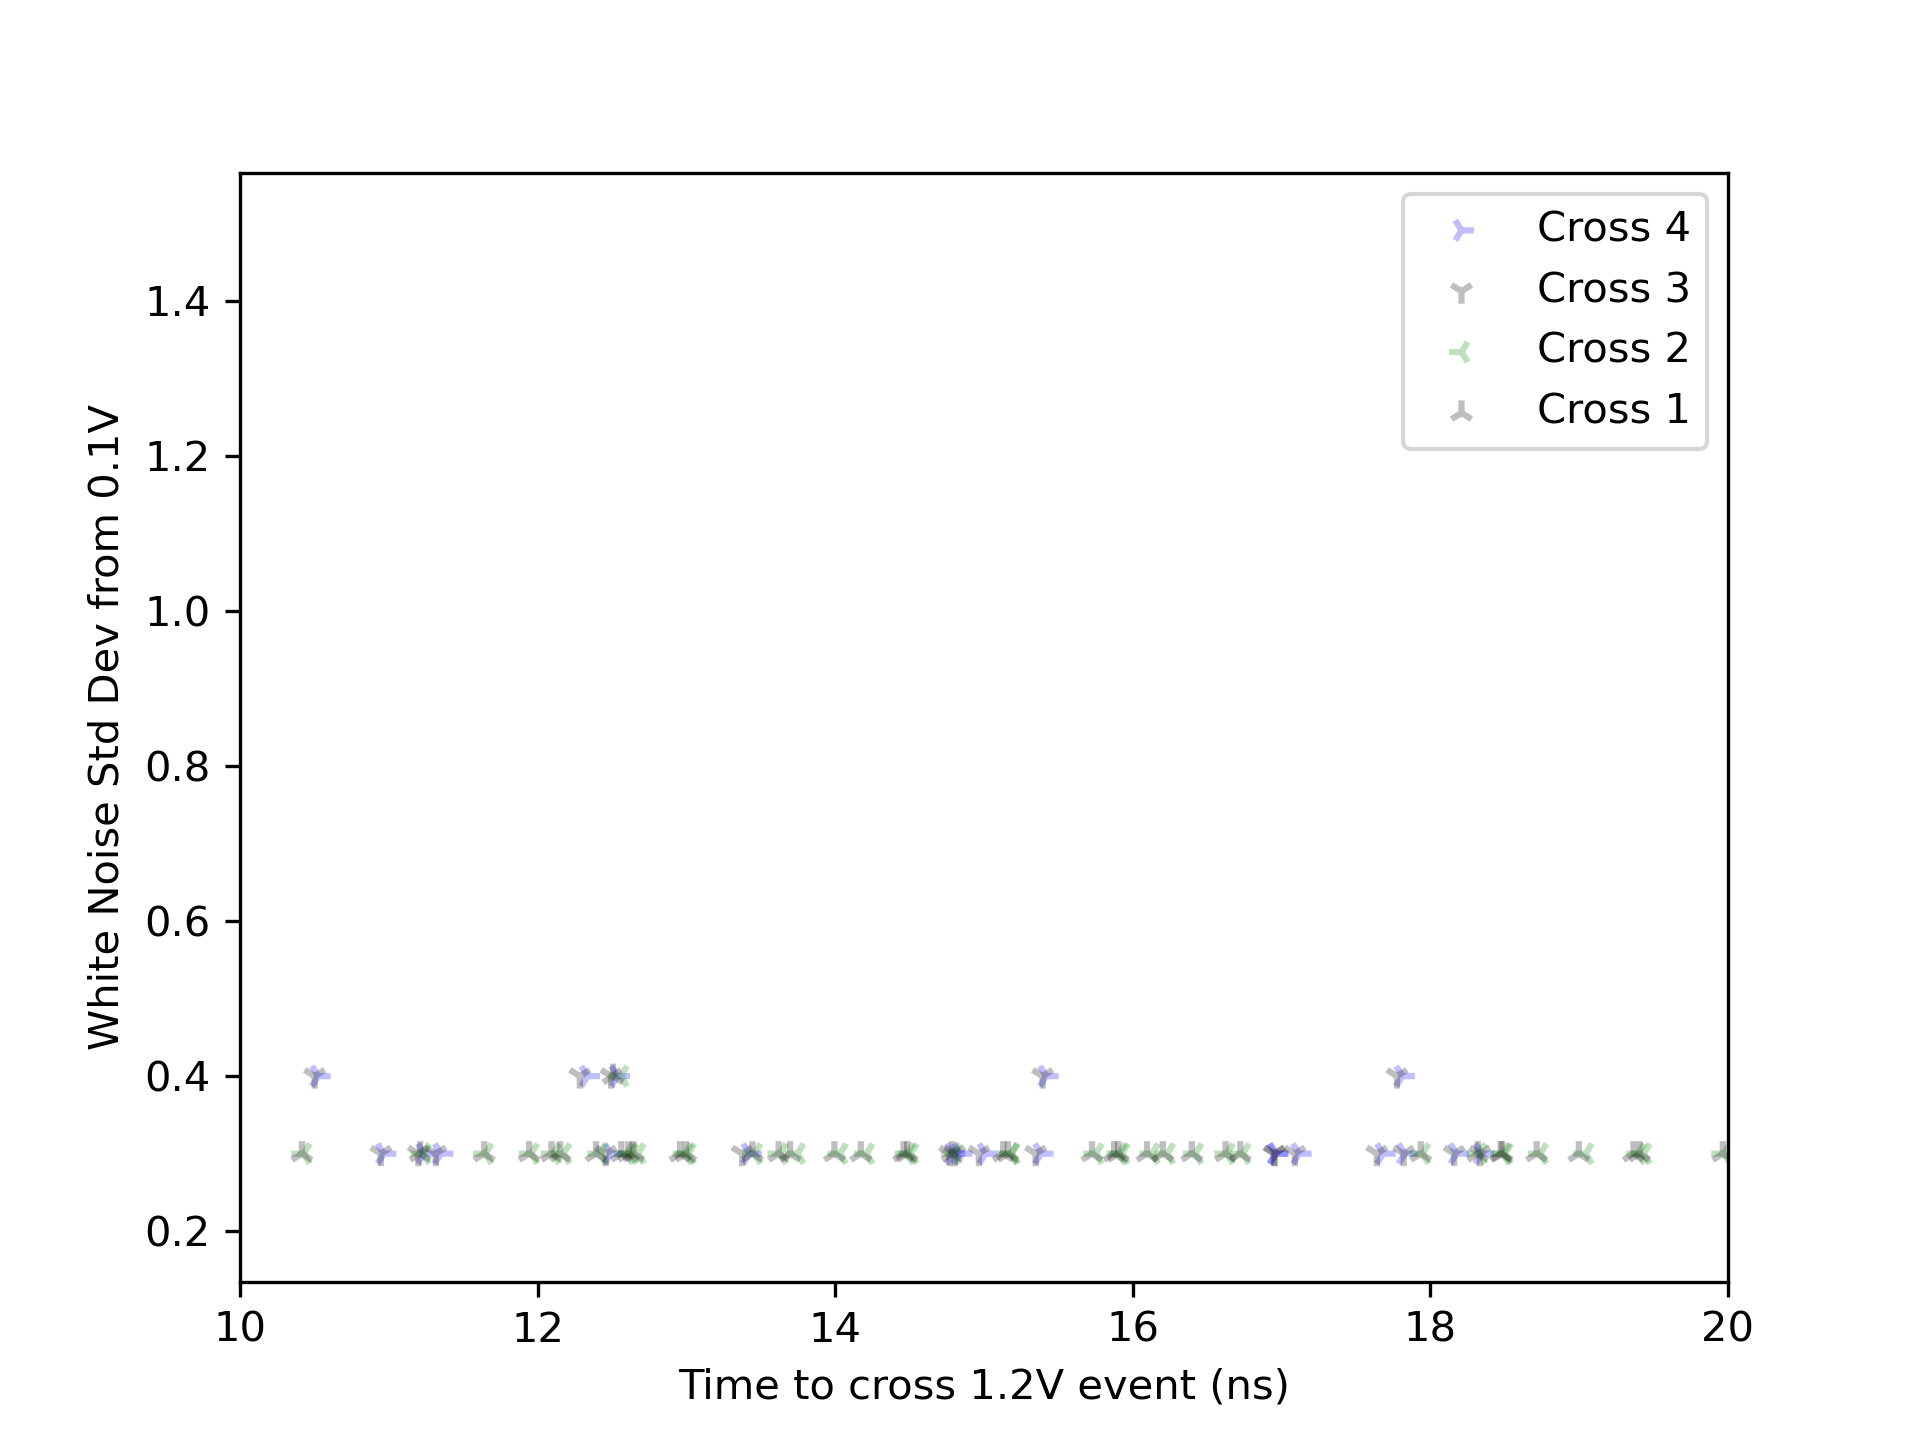 Cross 4
Cross 3
Cross 2
Cross 1
White Noise Std Dev from 0.1V
1.4
1.2
1.0
0.8
0.6
0.4
0.2
10 12 14 16 18 20
Time to cross 1.2V event (ns)